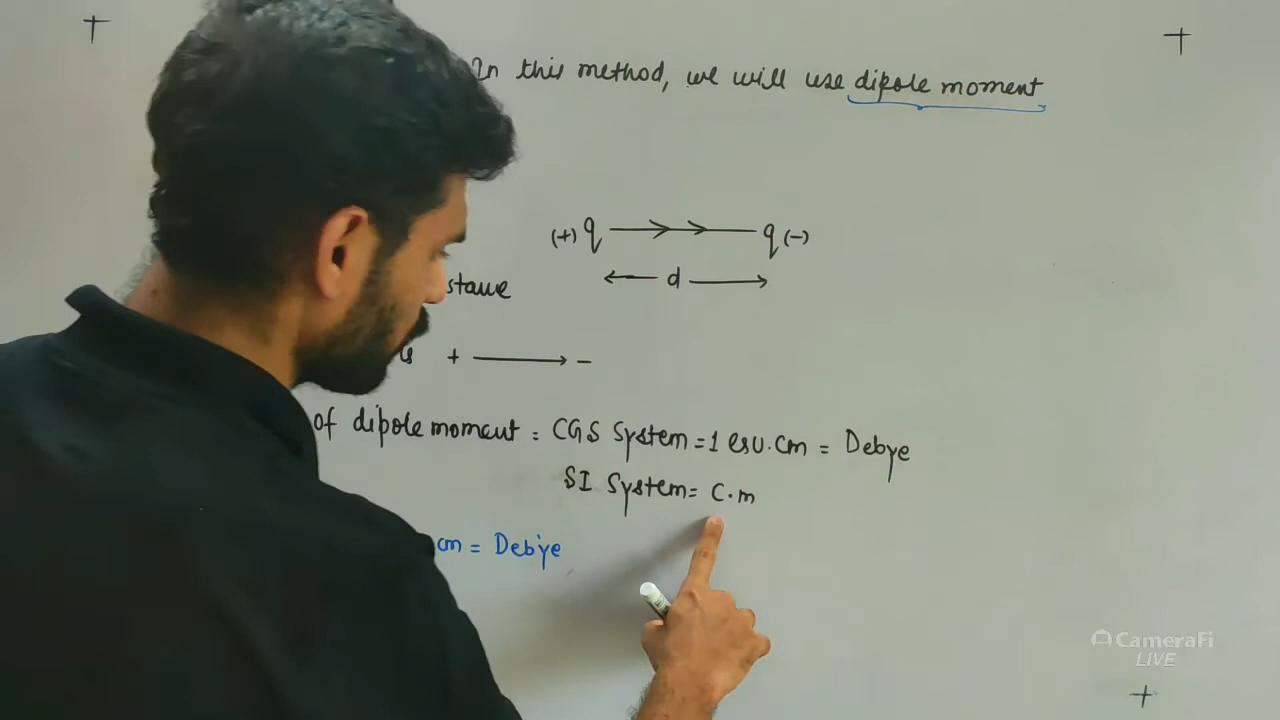 In this method, we will use dipole moment
(+) q q (-)
d
+ -
of dipole moment = CGS System = 1 esu.cm = Debye
SI System = C.m
cm = Debye
CameraFi
LIVE